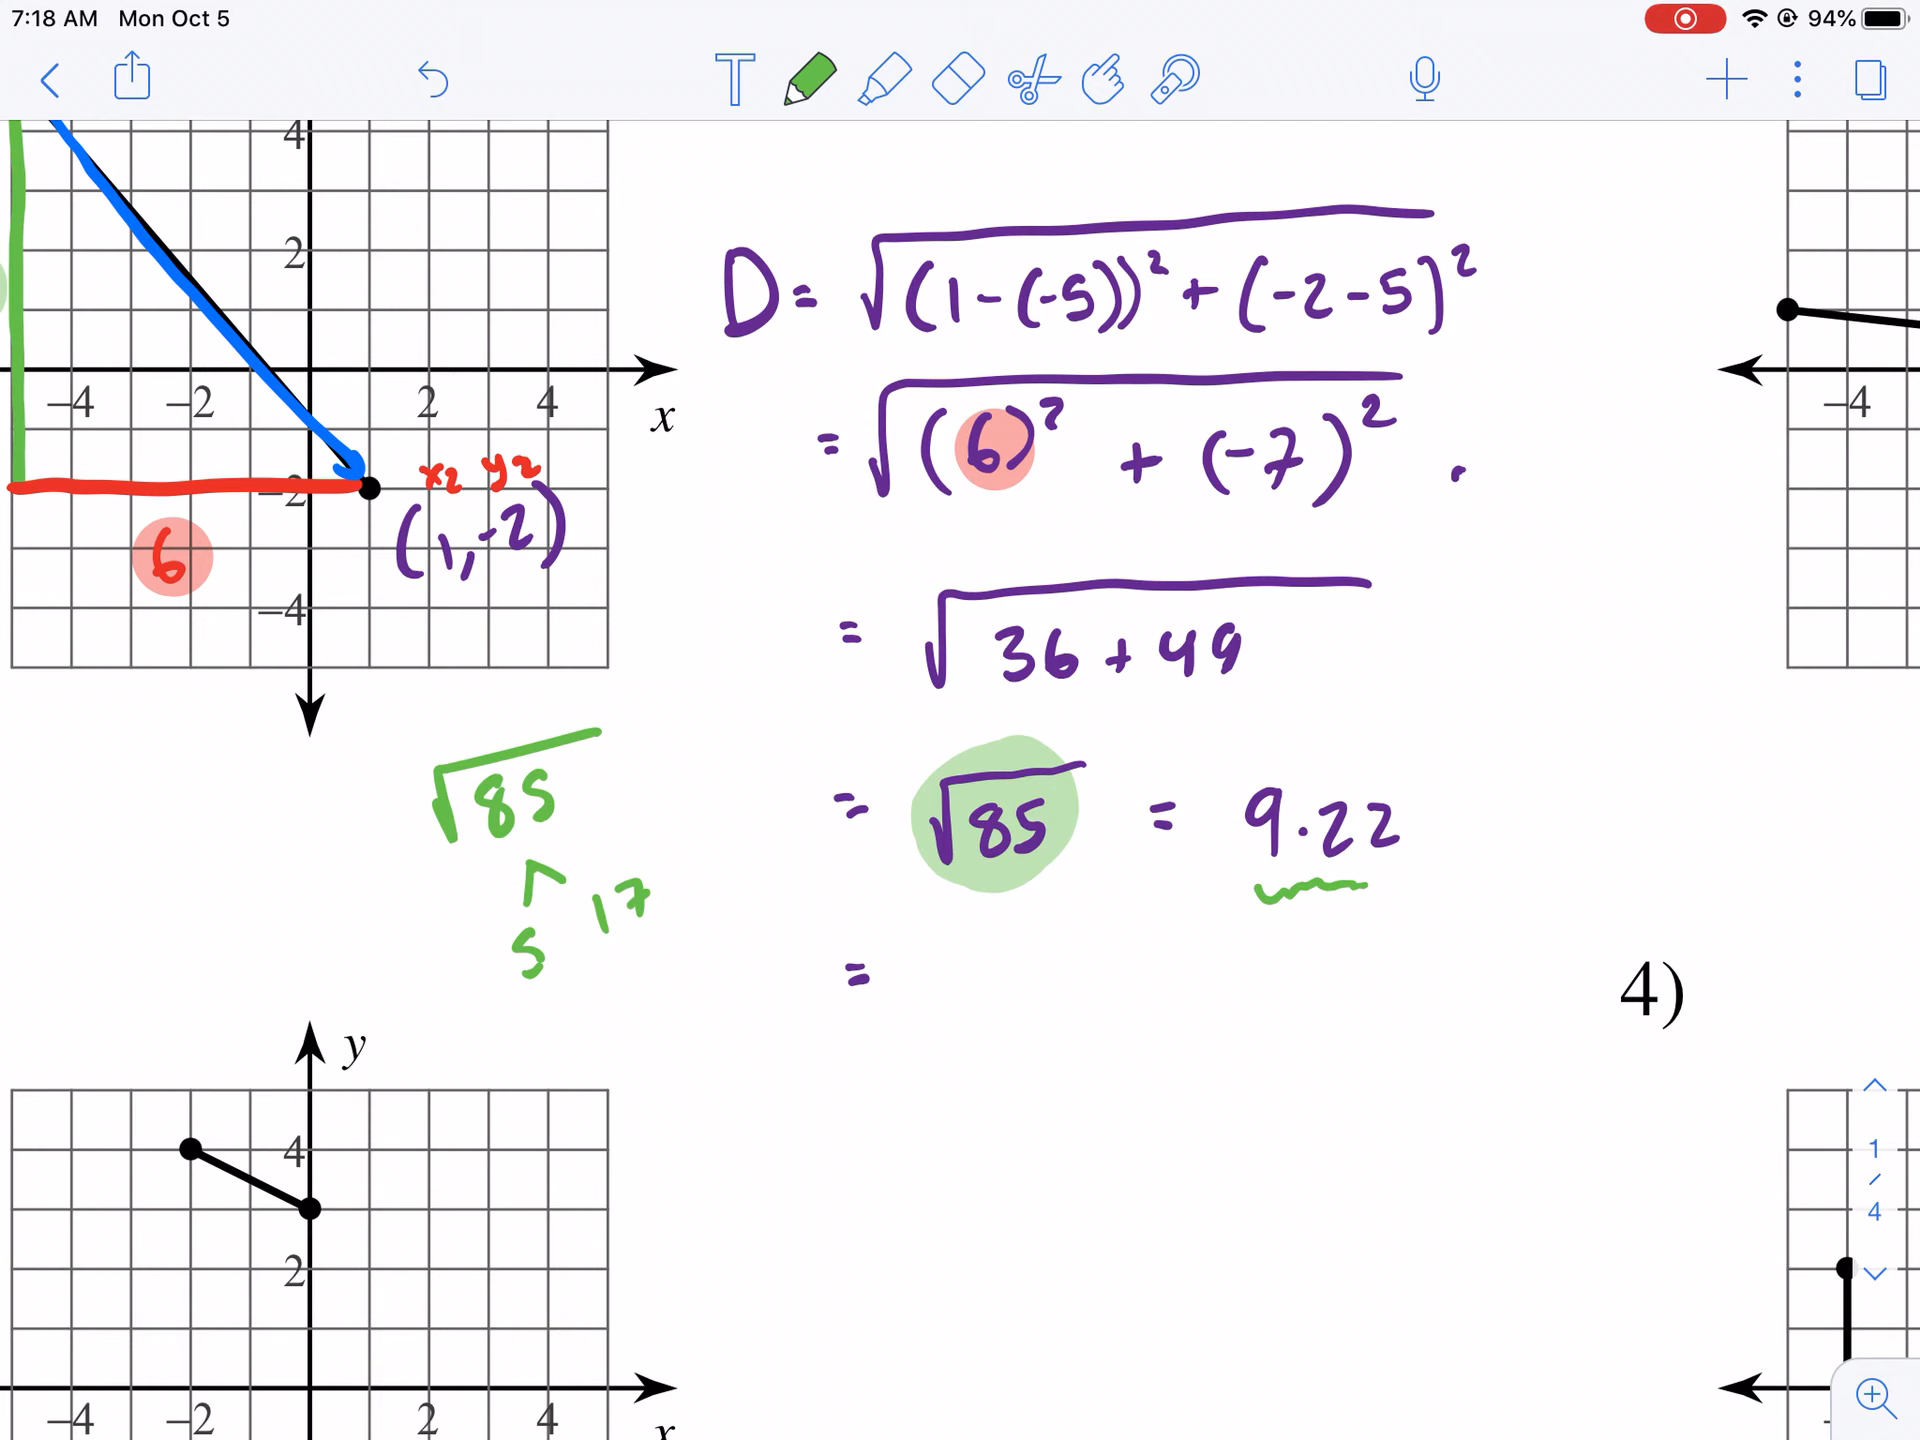 7:18 AM Mon Oct 5
94%
T
4
2
-4 -2 2 4
x
-2
-4
x2 y2
(1,-2)
6
D = √(1-(-5))² + (-2-5)²
= √(6)² + (-7)² .
= √36 + 49
= √85 = 9.22
=
√85
5 17
-4
4)
y
4
2
-4 -2 2 4
x
1
/
4